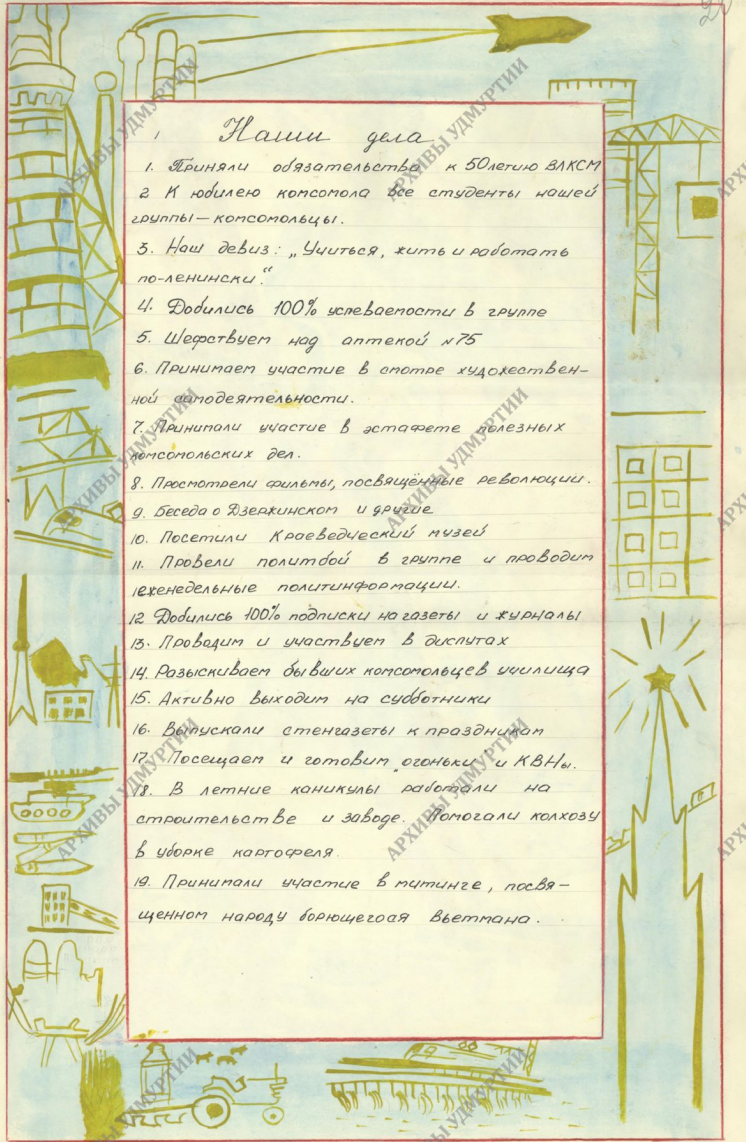 20
Наши дела
1. Приняли обязательства к 50летию ВЛКСМ
2 К юбилею комсомола все студенты нашей
группы – комсомольцы.
3. Наш девиз: „Учиться, жить и работать
по-ленински."
4. Добились 100% успеваемости в группе
5. Шефствуем над аптекой №75
6. Принимаем участие в смотре художествен-
ной самодеятельности.
7. Принимали участие в эстафете полезных
комсомольских дел.
8. Просмотрели фильмы, посвящённые революции.
9. Беседа о Дзержинском и другие
10. Посетили Краеведческий музей
11. Провели политбой в группе и проводим
еженедельные политинформации.
12 Добились 100% подписки на газеты и журналы
13. Проводим и участвуем в диспутах
14. Разыскиваем бывших комсомольцев училища
15. Активно выходим на субботники
16. Выпускали стенгазеты к праздникам
17. Посещаем и готовим „огоньки" и КВНы.
18. В летние каникулы работали на
строительстве и заводе. Помогали колхозу
в уборке картофеля.
19. Принимали участие в митинге, посвя-
щенном народу борющегося Вьетмана.
АРХИВЫ УДМУРТИИ